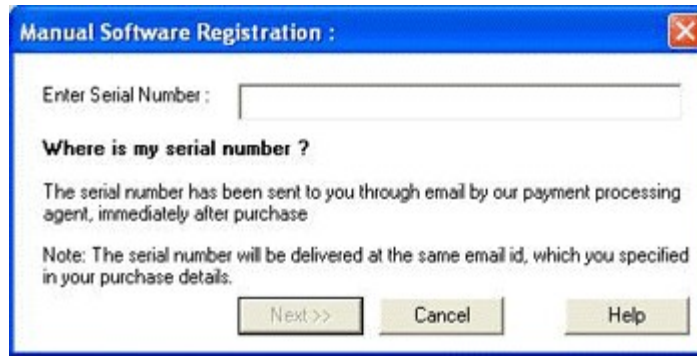 Manual Software Registration :
Enter Serial Number :
Where is my serial number ?
The serial number has been sent to you through email by our payment processing
agent, immediately after purchase
Note: The serial number will be delivered at the same email id, which you specified
in your purchase details.
Next >>
Cancel
Help